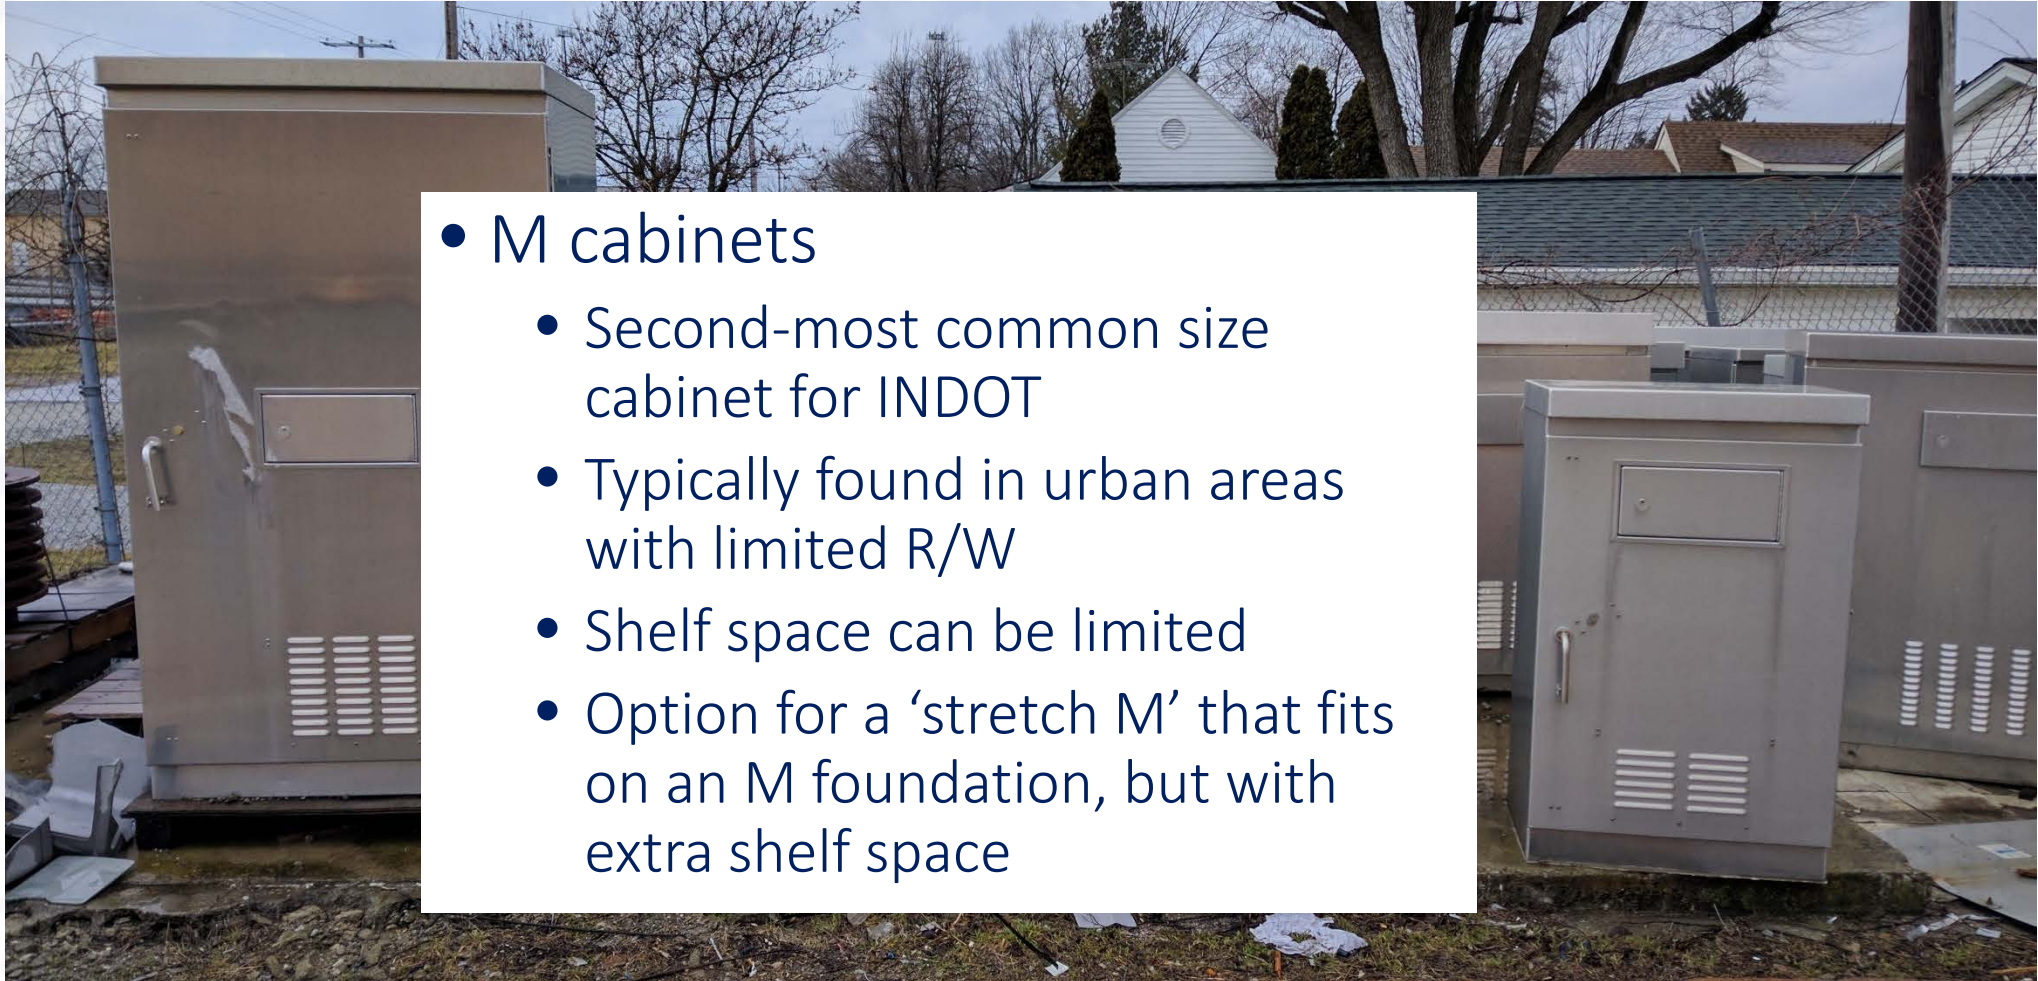 • M cabinets
• Second-most common size
cabinet for INDOT
• Typically found in urban areas
with limited R/W
• Shelf space can be limited
• Option for a ‘stretch M’ that fits
on an M foundation, but with
extra shelf space